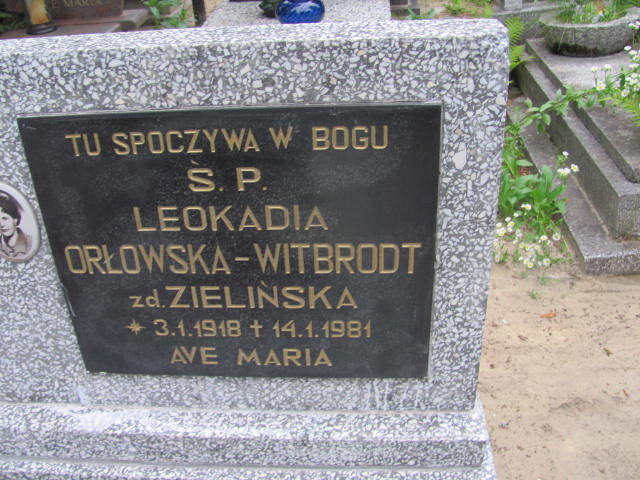 TU SPOCZYWA W BOGU
Ś. P.
LEOKADIA
ORŁOWSKA-WITBRODT
zd. ZIELIŃSKA
* 3.1.1918 + 14.1.1981
AVE MARIA